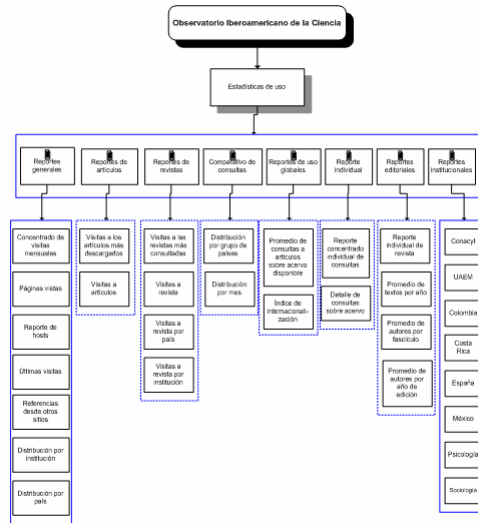 Observatorio Iberoamericano de la Ciencia
Estadísticas de uso
Reportes
generales
Reportes de
artículos
Reportes de
revistas
Comparativo de
consultas
Reportes de uso
globales
Reporte
individual
Reportes
editoriales
Reportes
Institucionales
Concentrado de
visitas
mensuales
Páginas vistas
Reporte de
hosts
Últimas visitas
Referencias
desde otros
sitios
Distribución por
Institución
Distribución por
país
Visitas a los
artículos más
descargados
Visitas a
artículos
Visitas a las
revistas más
consultadas
Visitas a
revista
Visitas a
revista por
país
Visitas a
revista por
institución
Distribución
por grupo de
países
Distribución
por mes
Promedio de
consultas a
artículos
sobre acervo
disponible
Índice de
internacionali-
zación
Reporte
concentrado
individual de
consultas
Detalle de
consultas
sobre acervo
Reporte
individual de
revista
Promedio de
textos por año
Promedio de
autores por
fascículo
Promedio de
autores por
año de
edición
Conacyt
UAEM
Colombia
Costa
Rica
España
México
Psicología
Sociología